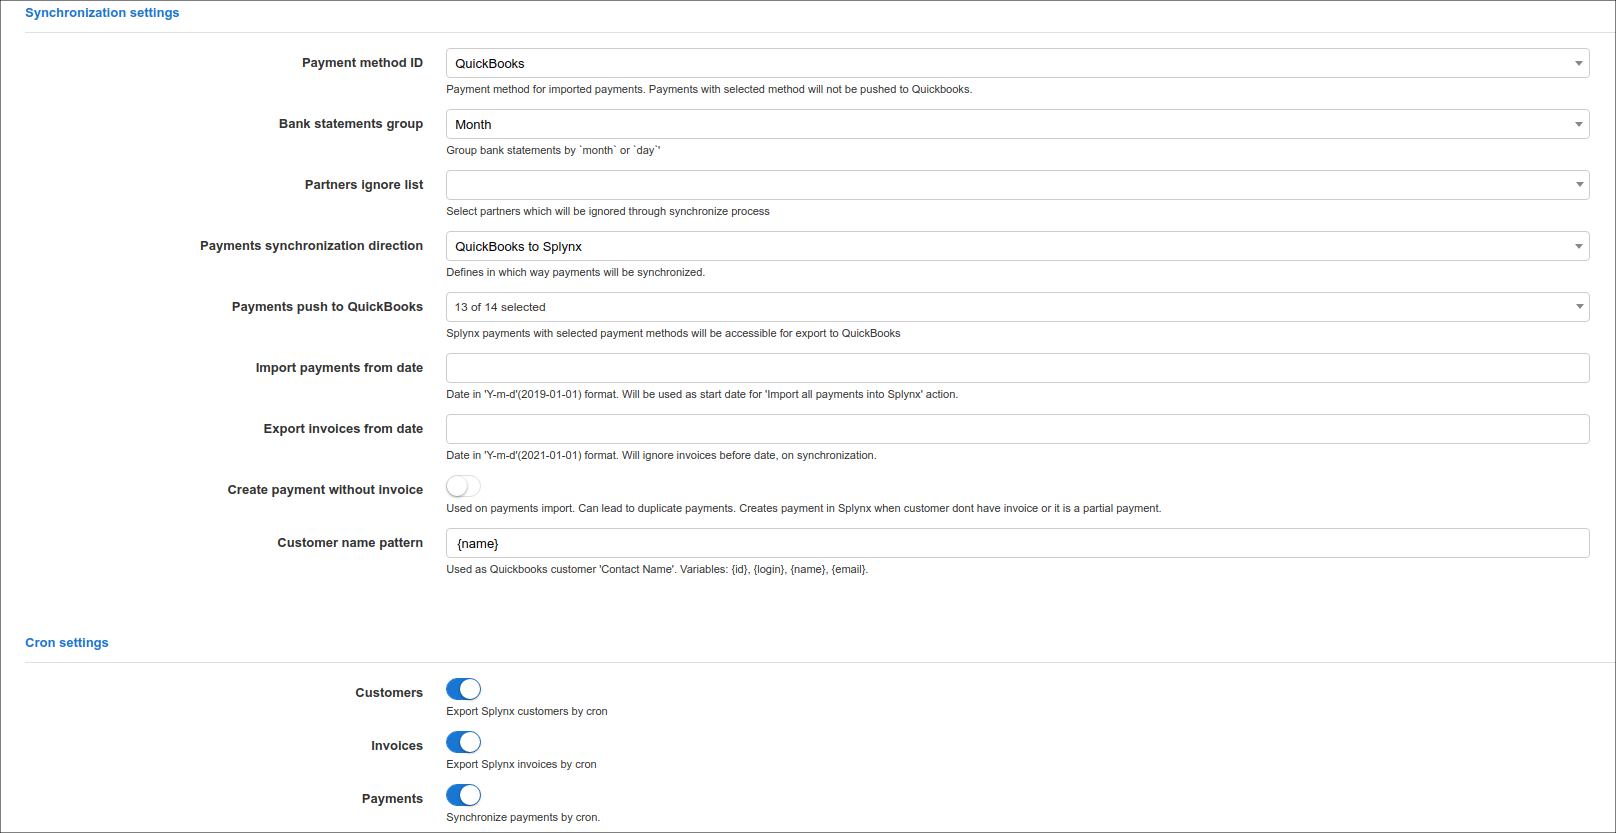 Synchronization settings
Payment method ID
QuickBooks
Payment method for imported payments. Payments with selected method will not be pushed to Quickbooks.
Bank statements group
Month
Group bank statements by `month` or `day`'
Partners ignore list
Select partners which will be ignored through synchronize process
Payments synchronization direction
QuickBooks to Splynx
Defines in which way payments will be synchronized.
Payments push to QuickBooks
13 of 14 selected
Splynx payments with selected payment methods will be accessible for export to QuickBooks
Import payments from date
Date in 'Y-m-d'(2019-01-01) format. Will be used as start date for 'Import all payments into Splynx' action.
Export invoices from date
Date in 'Y-m-d'(2021-01-01) format. Will ignore invoices before date, on synchronization.
Create payment without invoice
Used on payments import. Can lead to duplicate payments. Creates payment in Splynx when customer dont have invoice or it is a partial payment.
Customer name pattern
{name}
Used as Quickbooks customer 'Contact Name'. Variables: {id}, {login}, {name}, {email}.
Cron settings
Customers
Export Splynx customers by cron
Invoices
Export Splynx invoices by cron
Payments
Synchronize payments by cron.